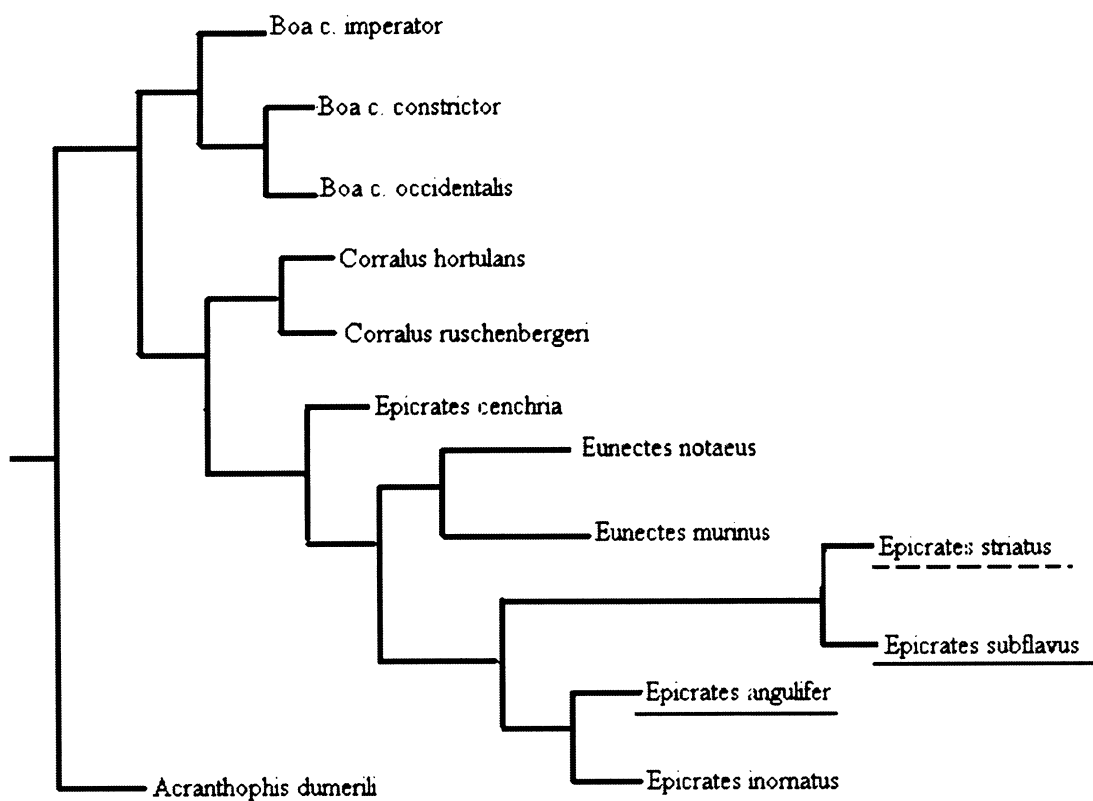 Boa c. imperator
Boa c. constrictor
Boa c. occidentalis
Corralus hortulans
Corralus ruschenbergeri
Epicrates cenchria
Eunectes notaeus
Eunectes murinus
Epicrates striatus
Epicrates subflavus
Epicrates angulifer
Epicrates inornatus
Acranthophis dumerili